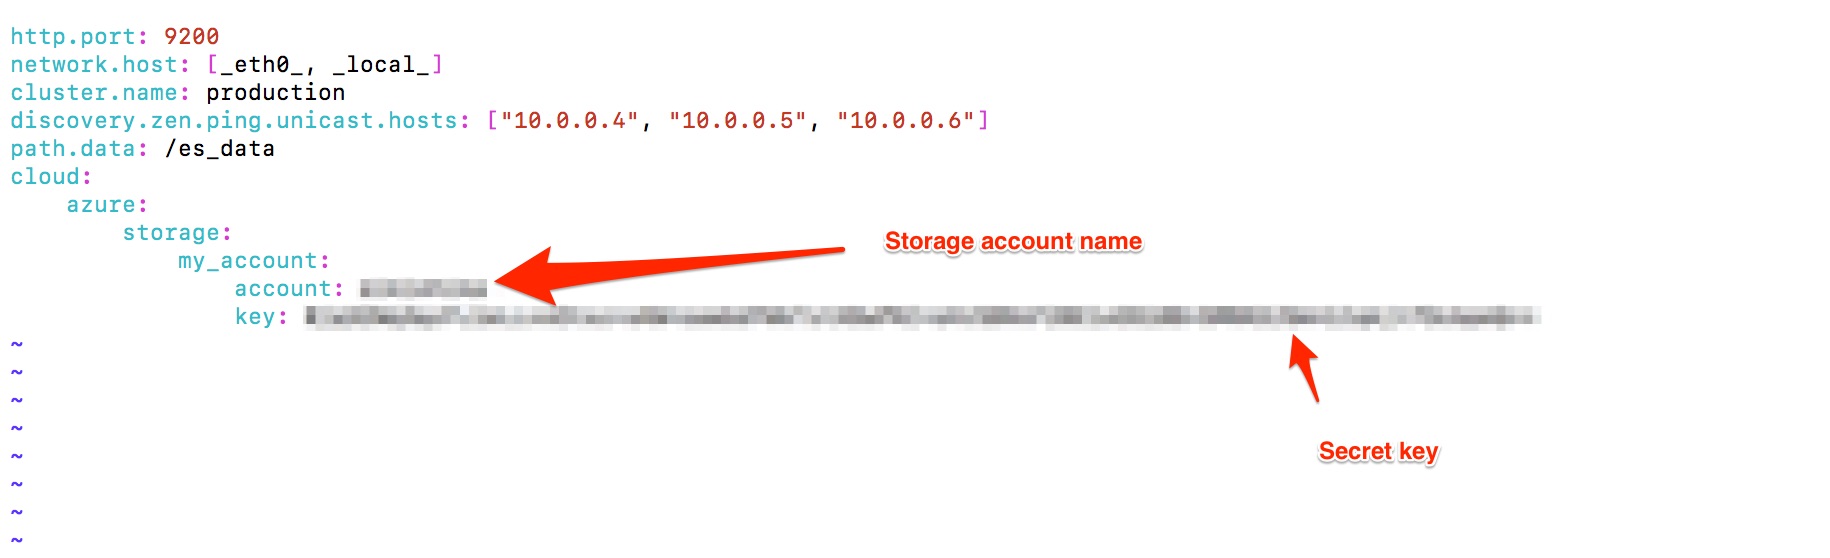 http.port: 9200
network.host: [_eth0_, _local_]
cluster.name: production
discovery.zen.ping.unicast.hosts: ["10.0.0.4", "10.0.0.5", "10.0.0.6"]
path.data: /es_data
cloud:
    azure:
        storage:
            my_account:
                account:
                key:
Storage account name
Secret key
~
~
~
~
~
~
~
~